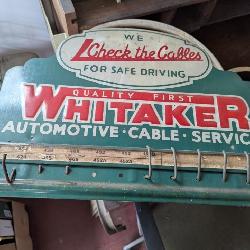 WE
Check the Cables
FOR SAFE DRIVING
QUALITY FIRST
WHITAKER
AUTOMOTIVE · CABLE · SERVICE